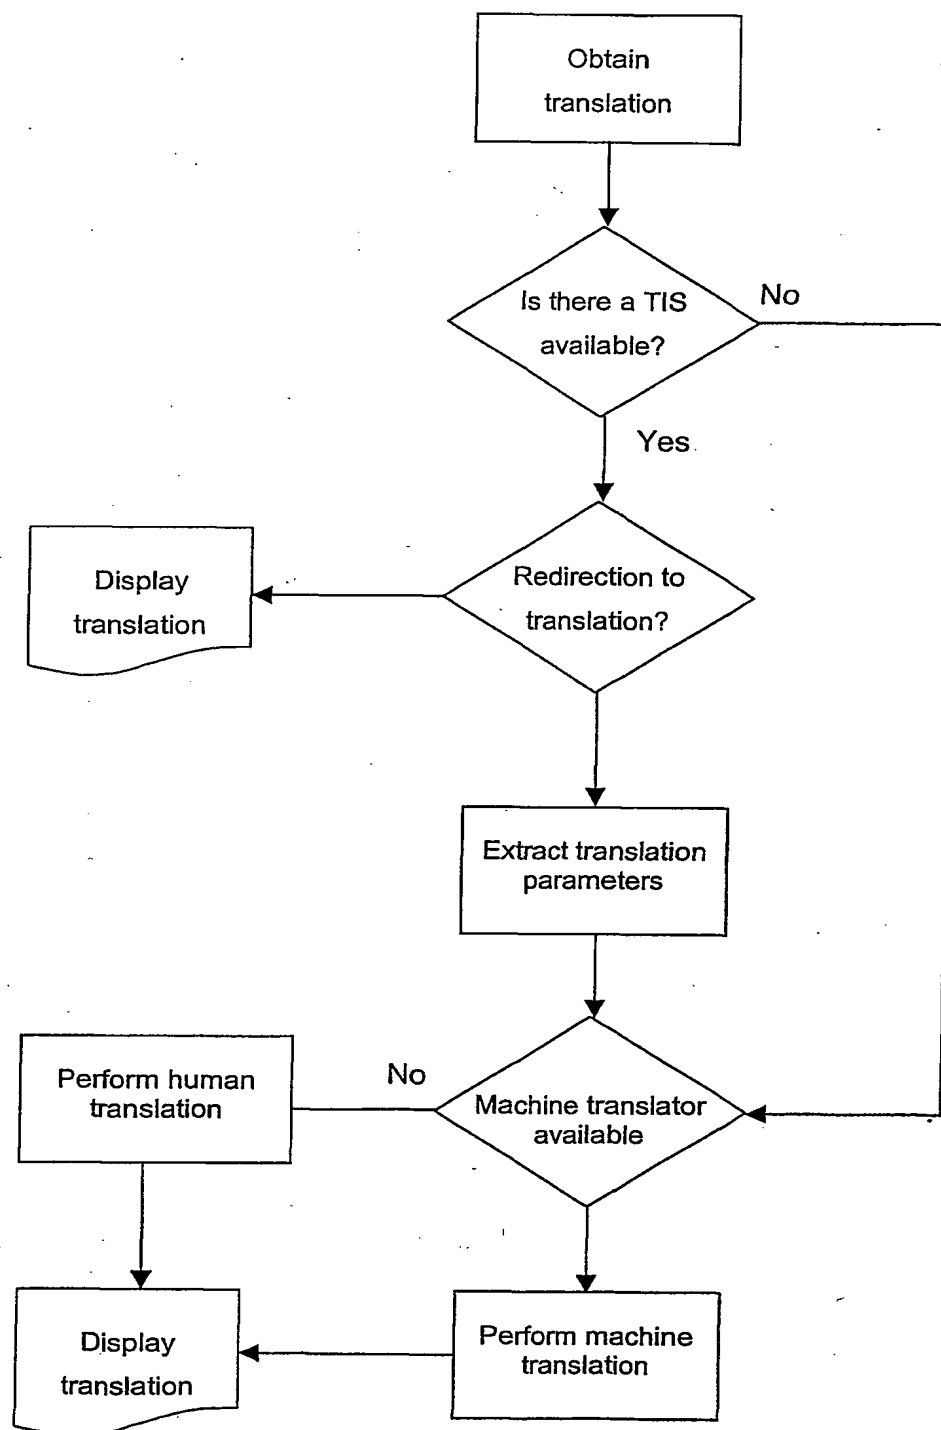 Obtain
translation
Is there a TIS
available?
No
Yes
Redirection to
translation?
Display
translation
Extract translation
parameters
Machine translator
available
No
Perform human
translation
Perform machine
translation
Display
translation